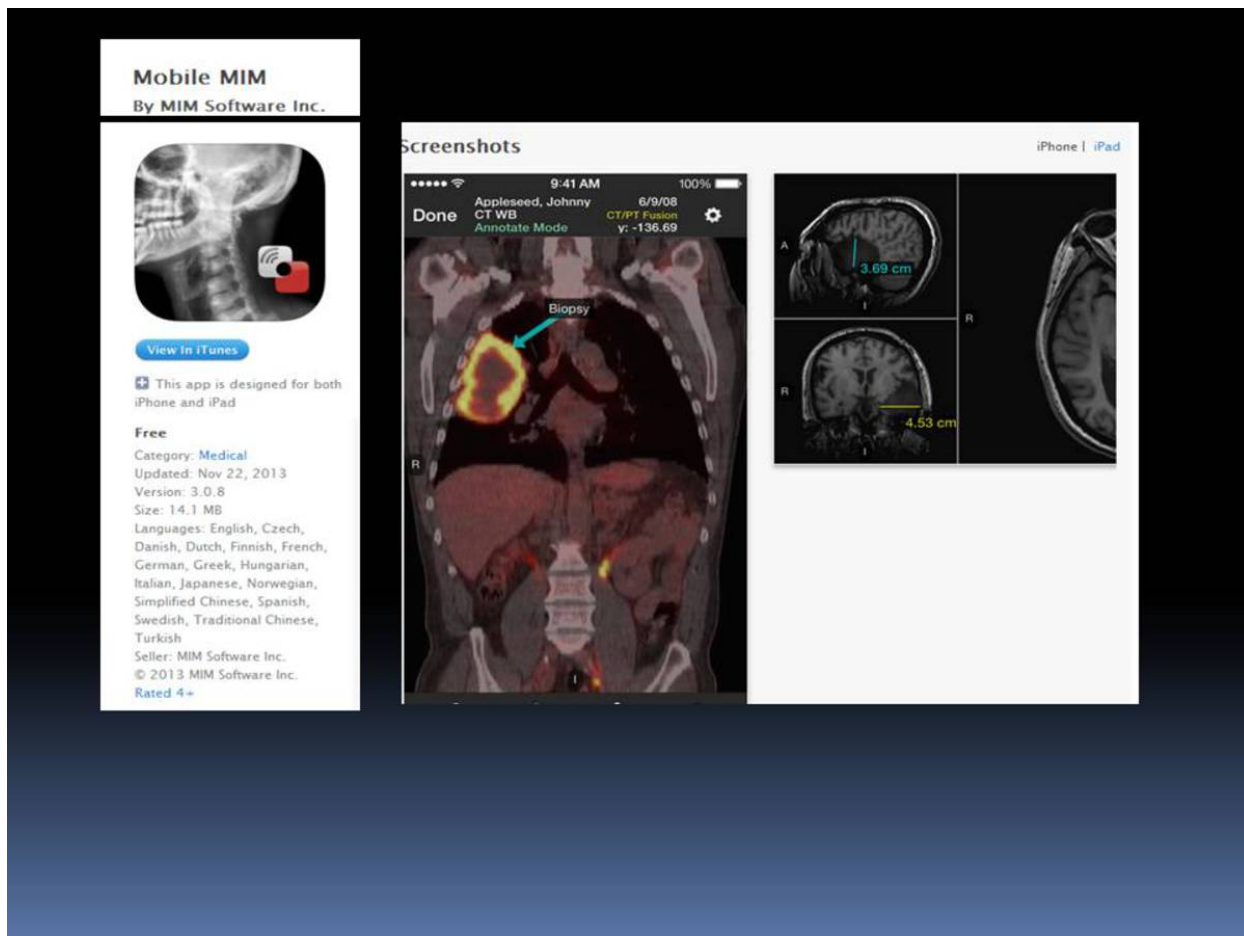 Mobile MIM
By MIM Software Inc.
View In iTunes
This app is designed for both
iPhone and iPad
Free
Category: Medical
Updated: Nov 22, 2013
Version: 3.0.8
Size: 14.1 MB
Languages: English, Czech,
Danish, Dutch, Finnish, French,
German, Greek, Hungarian,
Italian, Japanese, Norwegian,
Simplified Chinese, Spanish,
Swedish, Traditional Chinese,
Turkish
Seller: MIM Software Inc.
© 2013 MIM Software Inc.
Rated 4+
Screenshots
iPhone | iPad
9:41 AM 100%
Appleseed, Johnny 6/9/08
Done CT WB CT/PT Fusion
Annotate Mode y: -136.69
Biopsy
R
I
A
3.69 cm
I
R
4.53 cm
I
R